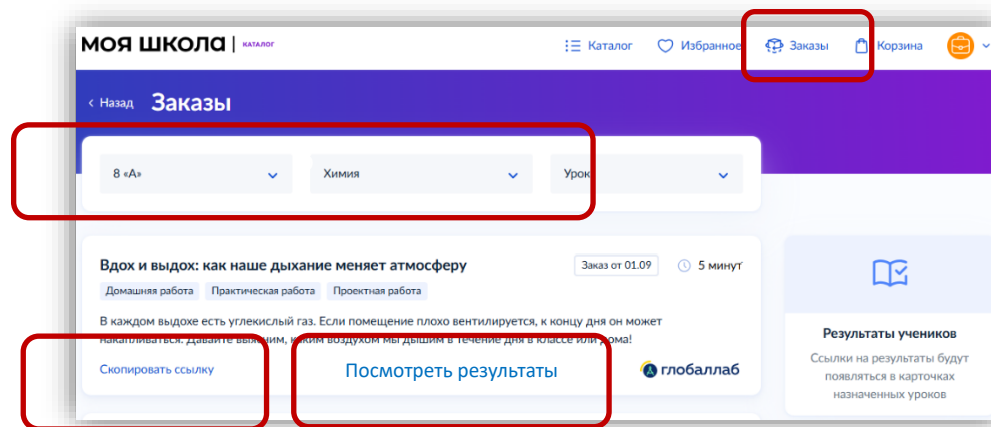 МОЯ ШКОЛА | КАТАЛОГ
Каталог Избранное Заказы Корзина
Назад Заказы
8 «А» Химия Урок
Вдох и выдох: как наше дыхание меняет атмосферу Заказ от 01.09 5 минут
Домашняя работа Практическая работа Проектная работа
В каждом выдохе есть углекислый газ. Если помещение плохо вентилируется, к концу дня он может
накапливаться. Давайте выясним, каким воздухом мы дышим в течение дня в классе или дома!
Скопировать ссылку Посмотреть результаты глобаллаб
Результаты учеников
Ссылки на результаты будут
появляться в карточках
назначенных уроков